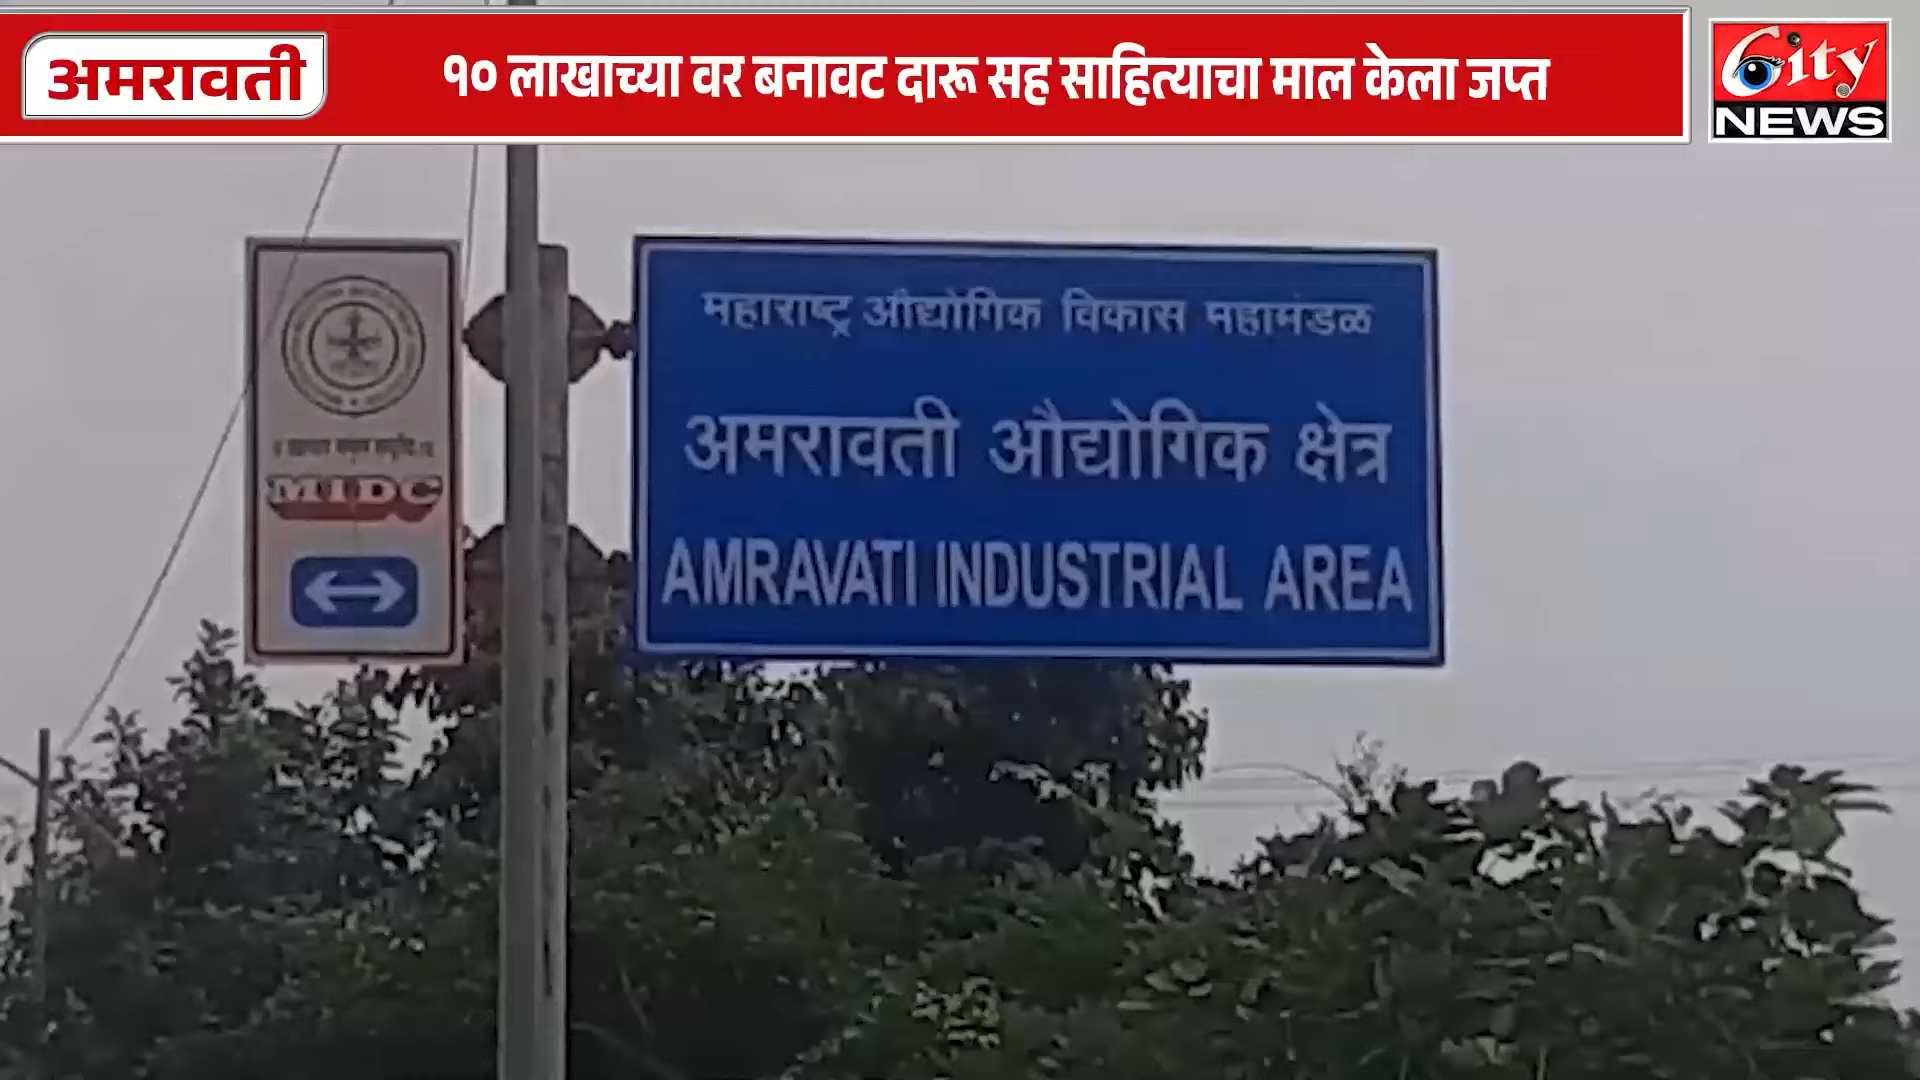 अमरावती
१० लाखाच्या वर बनावट दारू सह साहित्याचा माल केला जप्त
City
NEWS
महाराष्ट्र औद्योगिक विकास महामंडळ
अमरावती औद्योगिक क्षेत्र
AMRAVATI INDUSTRIAL AREA
MIDC